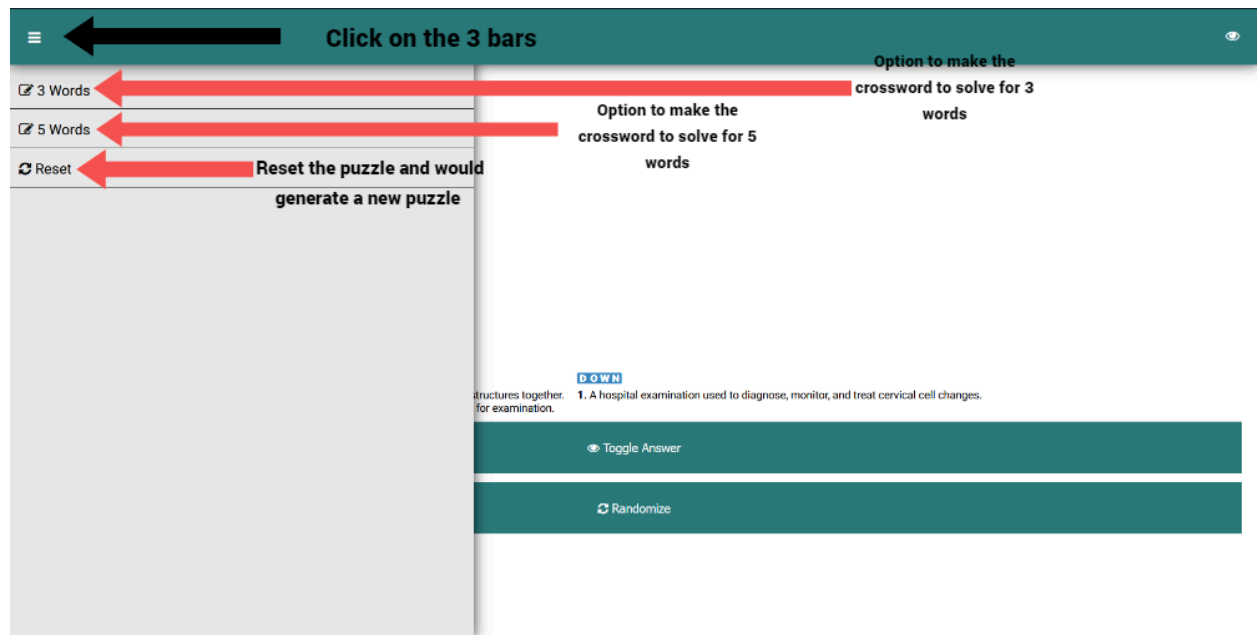 Click on the 3 bars
Option to make the
crossword to solve for 3
words
3 Words
Option to make the
crossword to solve for 5
words
5 Words
Reset
Reset the puzzle and would
generate a new puzzle
DOWN
structures together.
1. A hospital examination used to diagnose, monitor, and treat cervical cell changes.
for examination.
Toggle Answer
Randomize